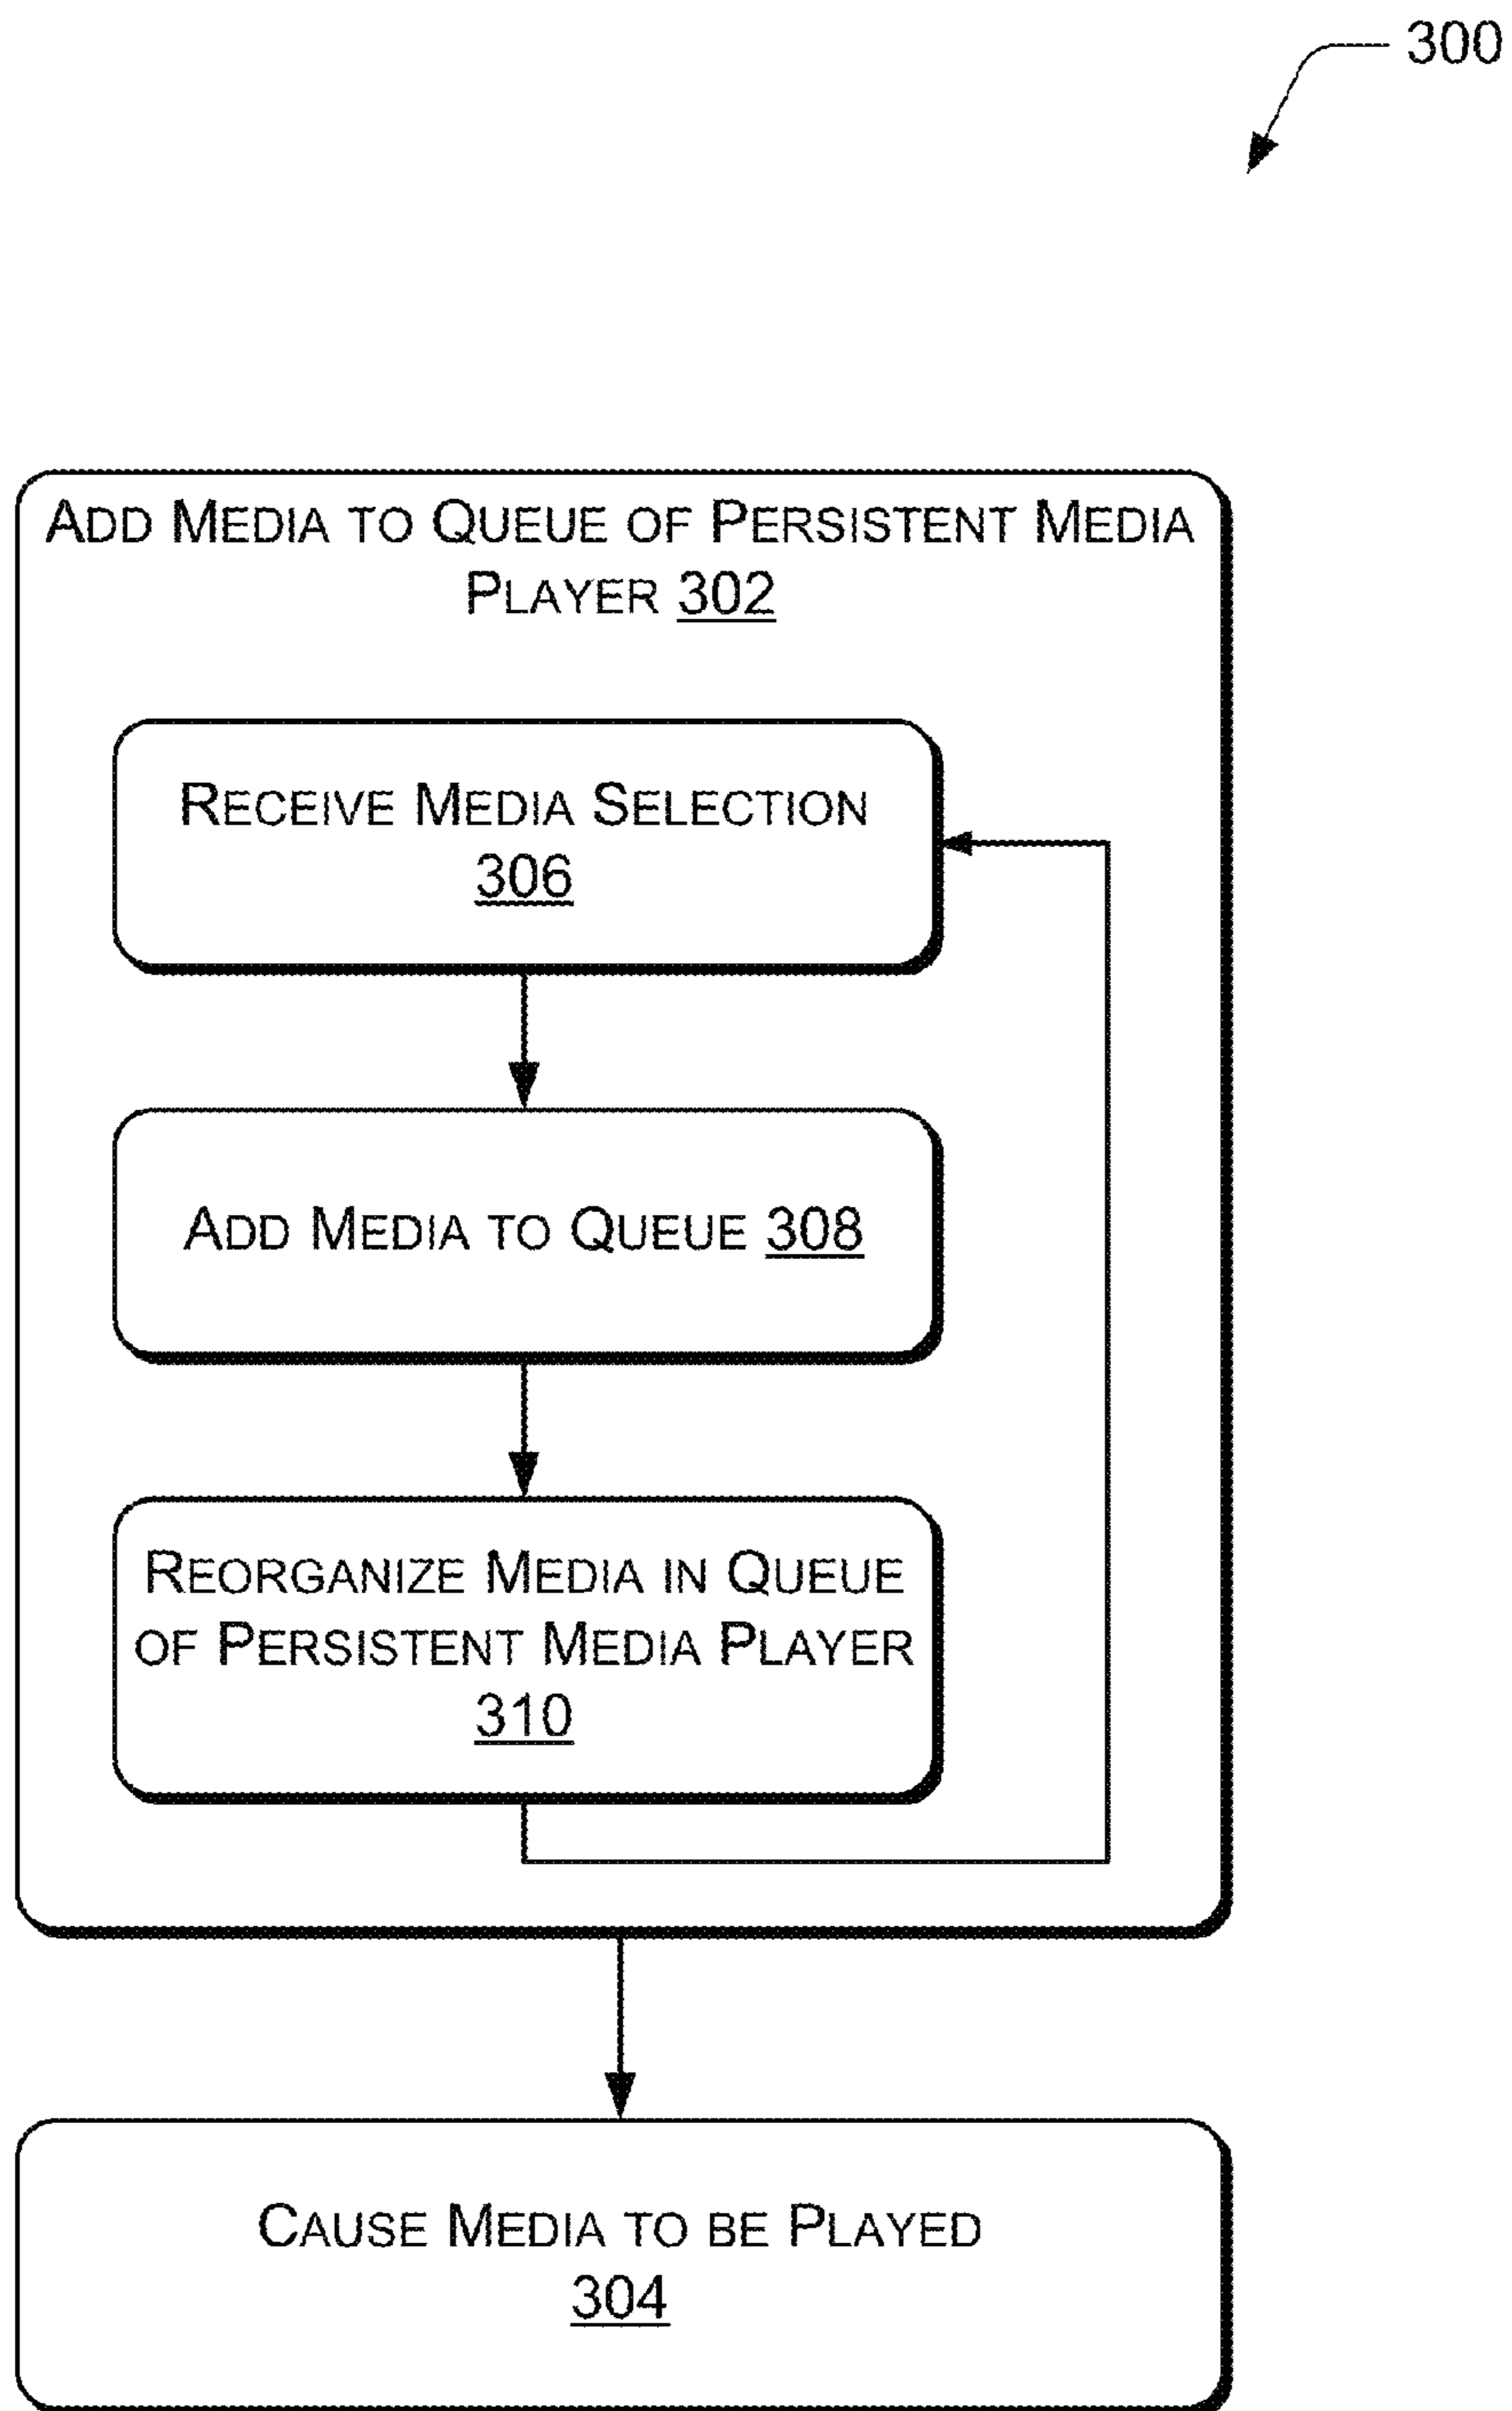 300
ADD MEDIA TO QUEUE OF PERSISTENT MEDIA
PLAYER 302
RECEIVE MEDIA SELECTION
306
ADD MEDIA TO QUEUE 308
REORGANIZE MEDIA IN QUEUE
OF PERSISTENT MEDIA PLAYER
310
CAUSE MEDIA TO BE PLAYED
304